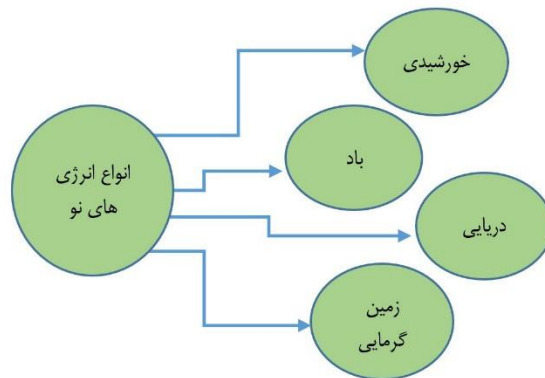 انواع انرژی
های نو
خورشیدی
باد
دریایی
زمین
گرمایی